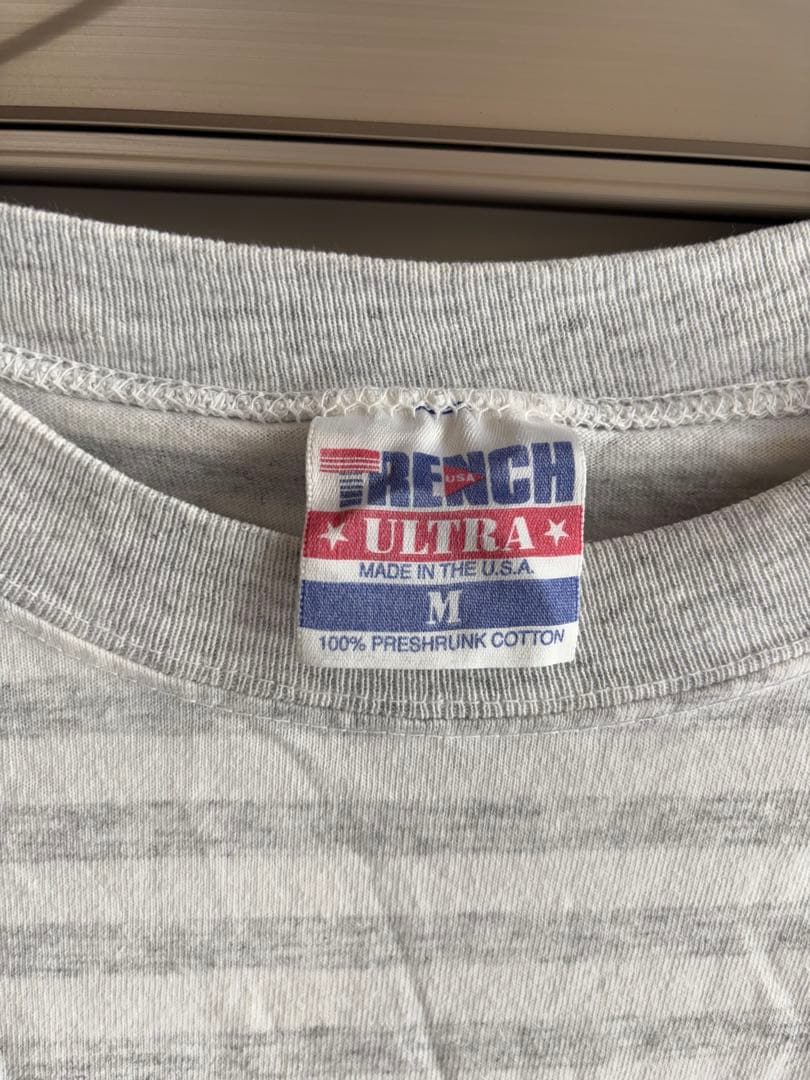 TRENCH
USA
★ ULTRA ★
MADE IN THE U.S.A.
M
100% PRESHRUNK COTTON